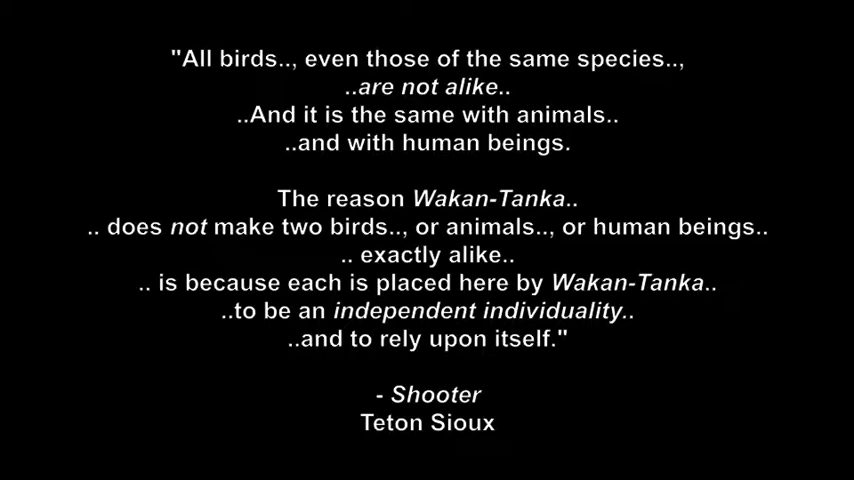 "All birds.., even those of the same species..,
..are not alike..
..And it is the same with animals..
..and with human beings.
The reason Wakan-Tanka..
.. does not make two birds.., or animals.., or human beings..
.. exactly alike..
.. is because each is placed here by Wakan-Tanka..
..to be an independent individuality..
..and to rely upon itself."
- Shooter
Teton Sioux